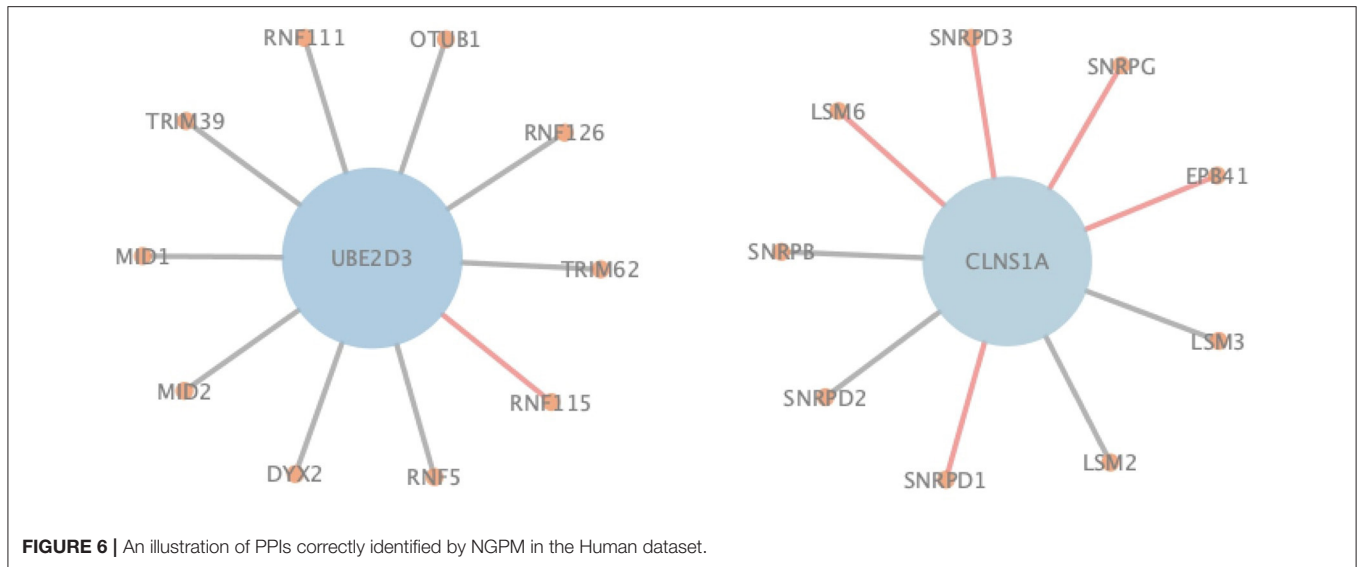 RNF111
OTUB1
TRIM39
RNF126
MID1
UBE2D3
TRIM62
MID2
RNF115
DYX2
RNF5
SNRPD3
SNRPG
LSM6
EPB41
SNRPB
CLNS1A
LSM3
SNRPD2
LSM2
SNRPD1
FIGURE 6 | An illustration of PPIs correctly identified by NGPM in the Human dataset.